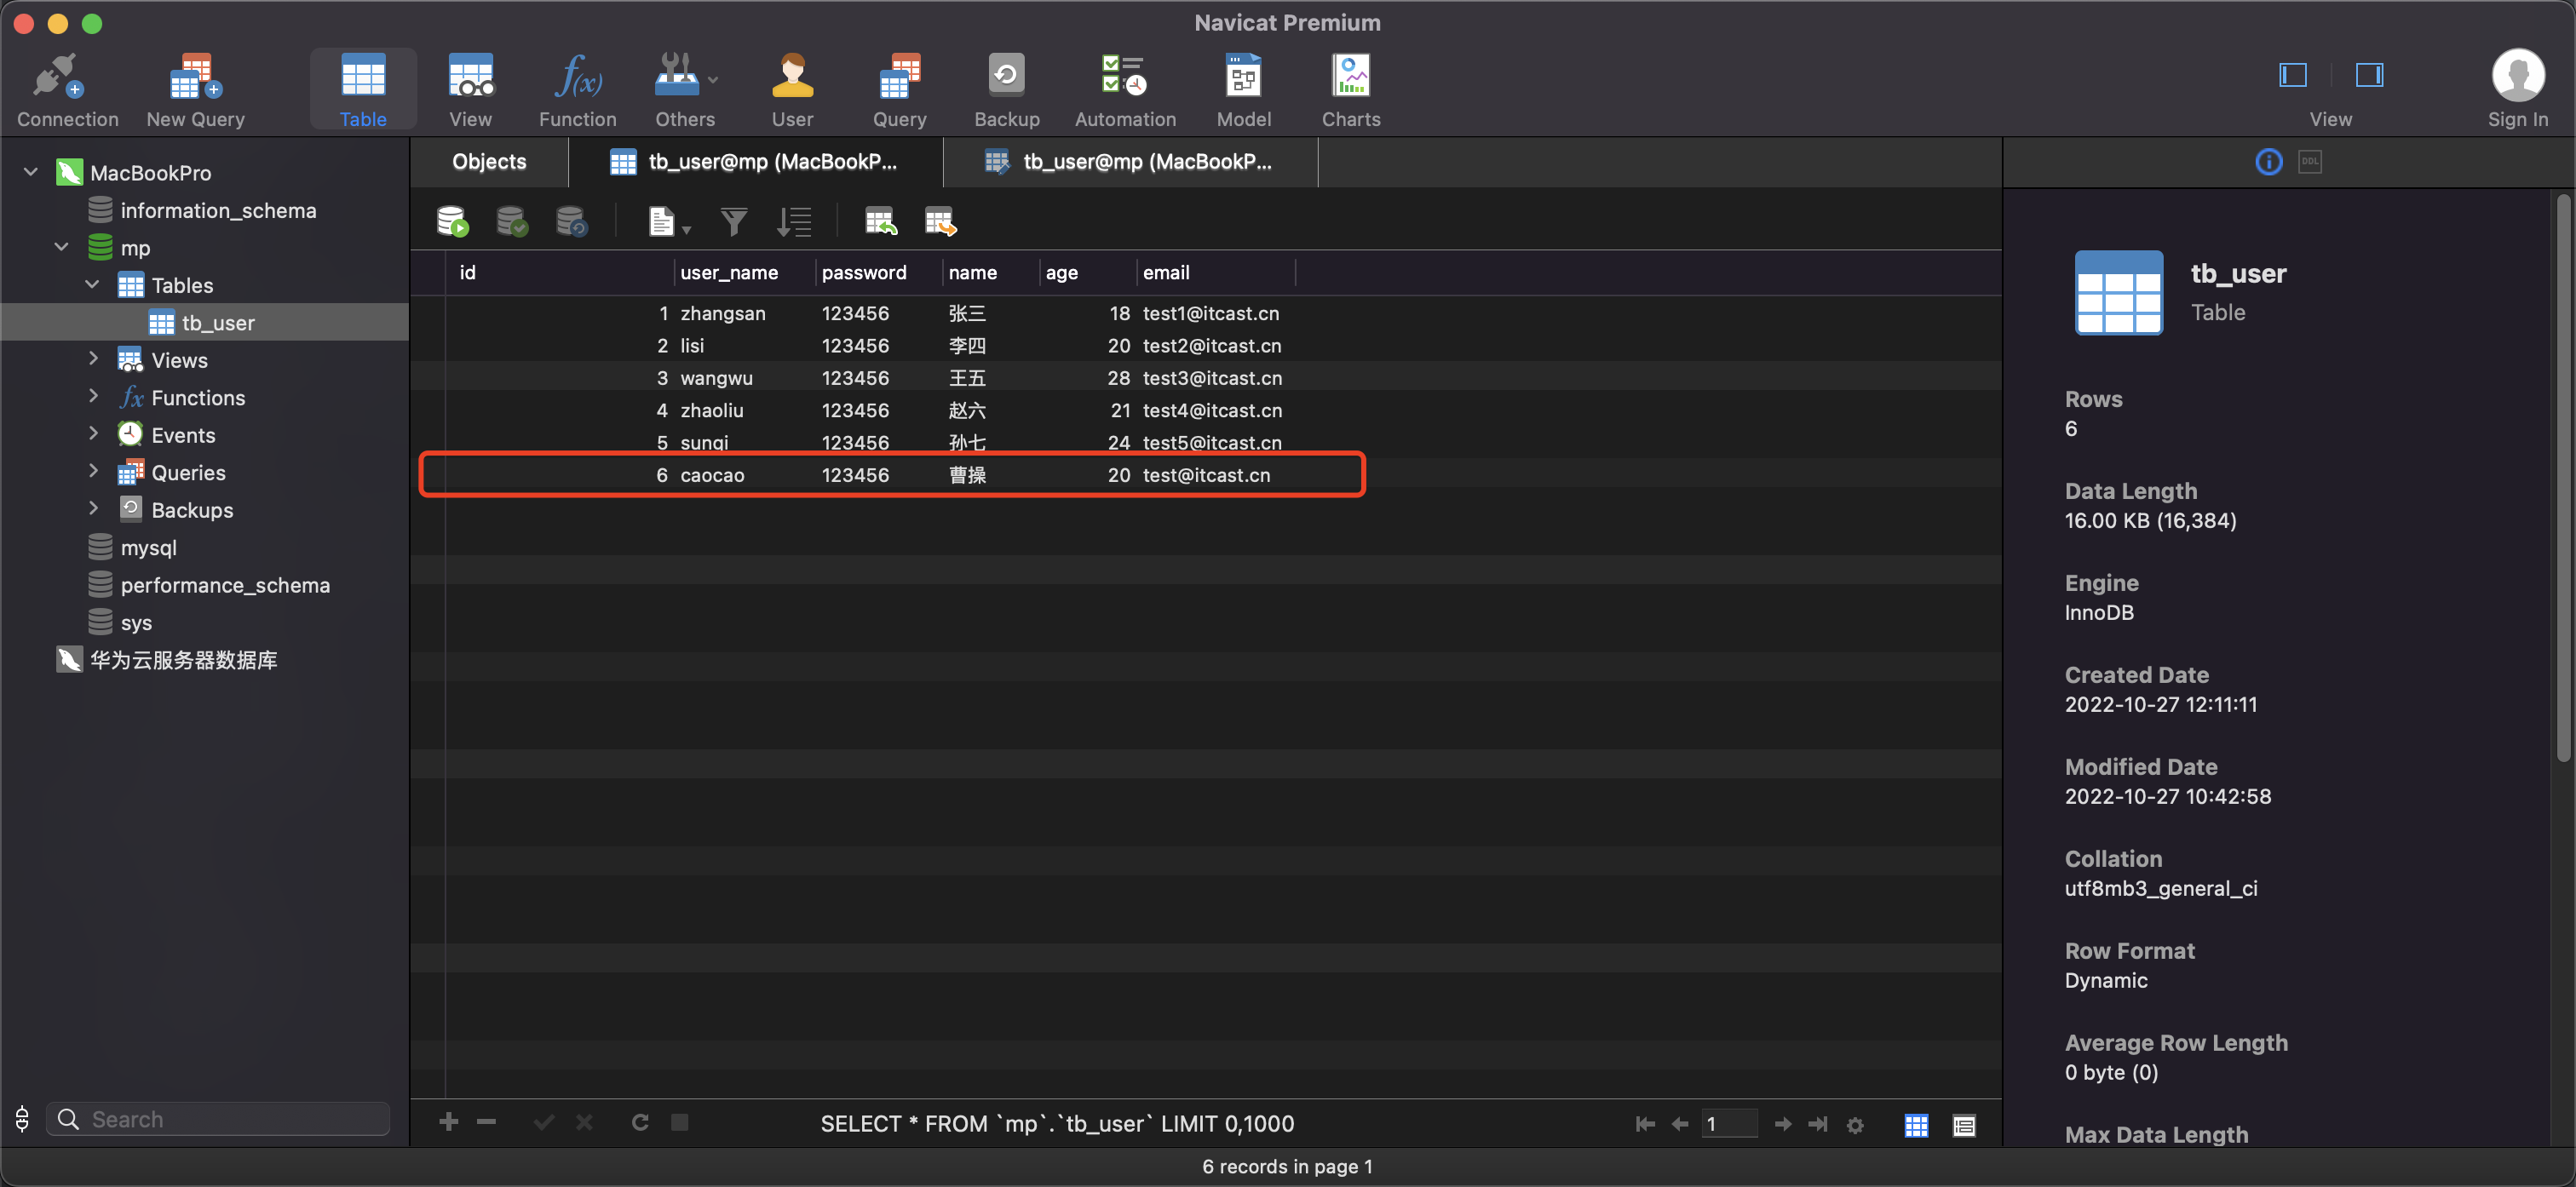 Navicat Premium
Connection New Query Table View Function Others User Query Backup Automation Model Charts View Sign In
MacBookPro
information_schema
mp
Tables
tb_user
Views
Functions
Events
Queries
Backups
mysql
performance_schema
sys
华为云服务器数据库
Search
Objects tb_user@mp (MacBookP... tb_user@mp (MacBookP...
id user_name password name age email
1 zhangsan 123456 张三 18 test1@itcast.cn
2 lisi 123456 李四 20 test2@itcast.cn
3 wangwu 123456 王五 28 test3@itcast.cn
4 zhaoliu 123456 赵六 21 test4@itcast.cn
5 sunqi 123456 孙七 24 test5@itcast.cn
6 caocao 123456 曹操 20 test@itcast.cn
SELECT * FROM `mp`.`tb_user` LIMIT 0,1000
1
6 records in page 1
DDL
tb_user
Table
Rows
6
Data Length
16.00 KB (16,384)
Engine
InnoDB
Created Date
2022-10-27 12:11:11
Modified Date
2022-10-27 10:42:58
Collation
utf8mb3_general_ci
Row Format
Dynamic
Average Row Length
0 byte (0)
Max Data Length